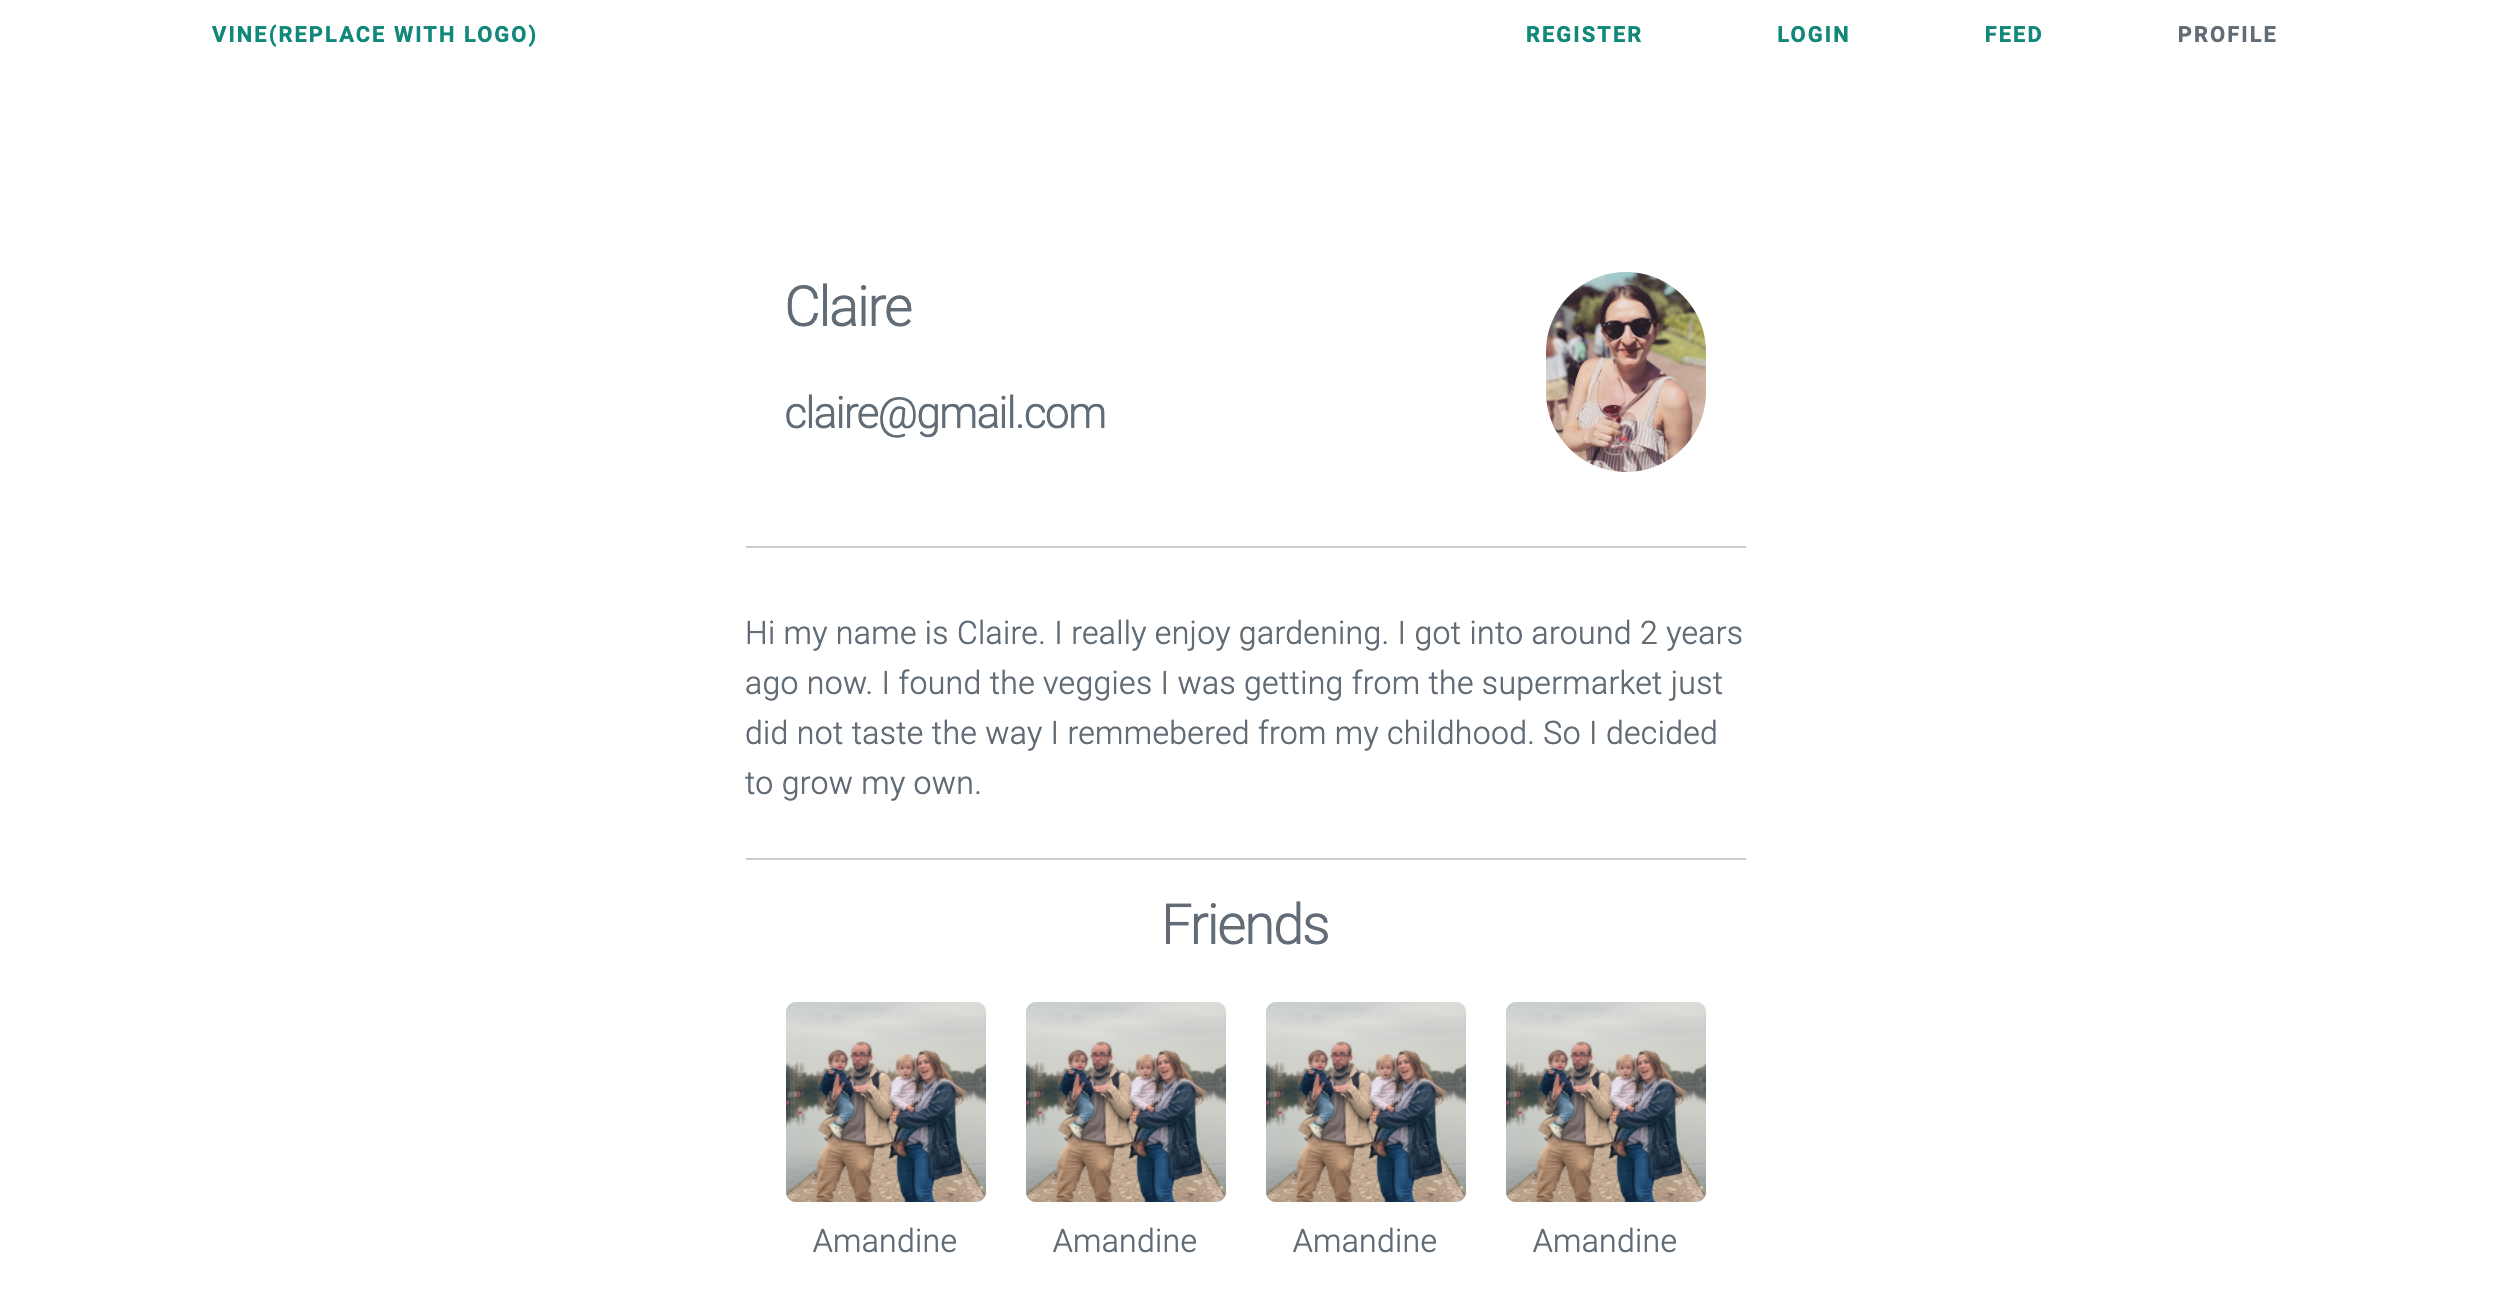 VINE(REPLACE WITH LOGO)
REGISTER
LOGIN
FEED
PROFILE
Claire
claire@gmail.com
Hi my name is Claire. I really enjoy gardening. I got into around 2 years
ago now. I found the veggies I was getting from the supermarket just
did not taste the way I remmebered from my childhood. So I decided
to grow my own.
Friends
Amandine
Amandine
Amandine
Amandine